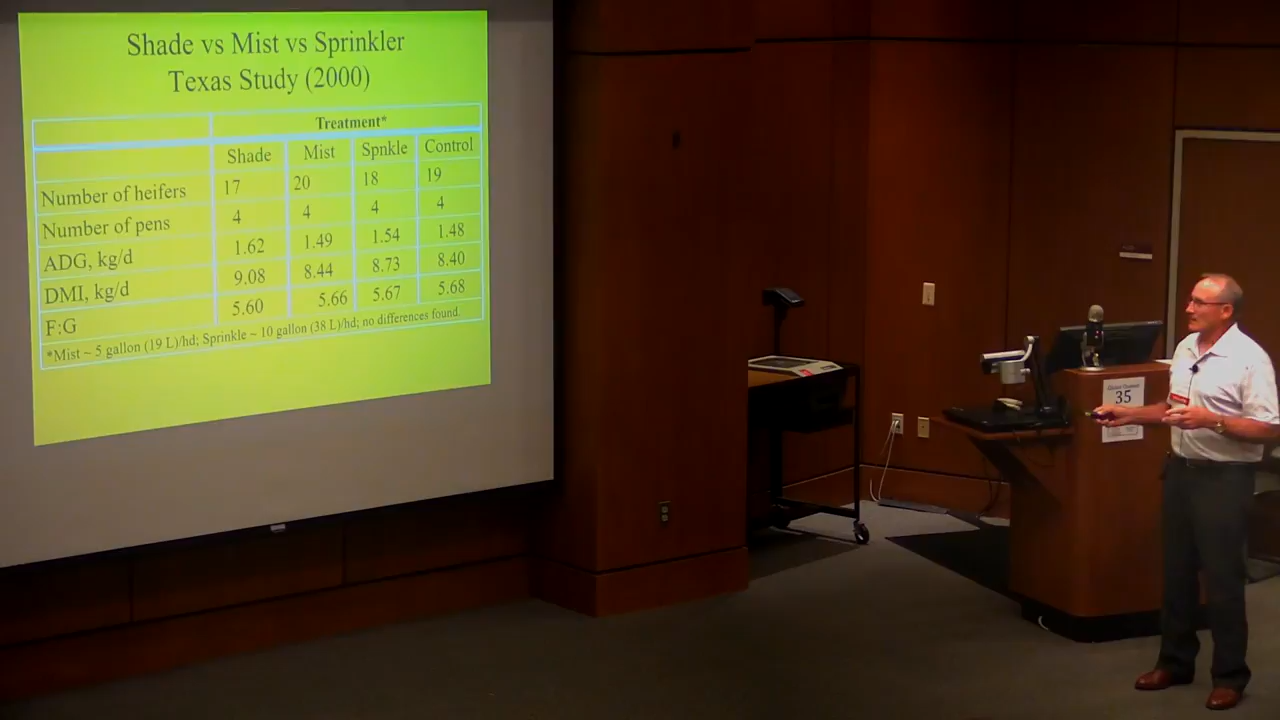 Shade vs Mist vs Sprinkler
Texas Study (2000)
Treatment*
Shade Mist Spnkle Control
Number of heifers 17 20 18 19
Number of pens 4 4 4 4
ADG, kg/d 1.62 1.49 1.54 1.48
DMI, kg/d 9.08 8.44 8.73 8.40
F:G 5.60 5.66 5.67 5.68
*Mist ~ 5 gallon (19 L)/hd; Sprinkle ~ 10 gallon (38 L)/hd; no differences found.
35